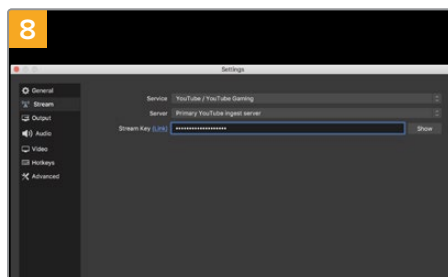 8
Settings
General
Stream
Output
Audio
Video
Hotkeys
Advanced
Service YouTube / YouTube Gaming
Server Primary YouTube ingest server
Stream Key (Link) •••••••••••••••••••• Show